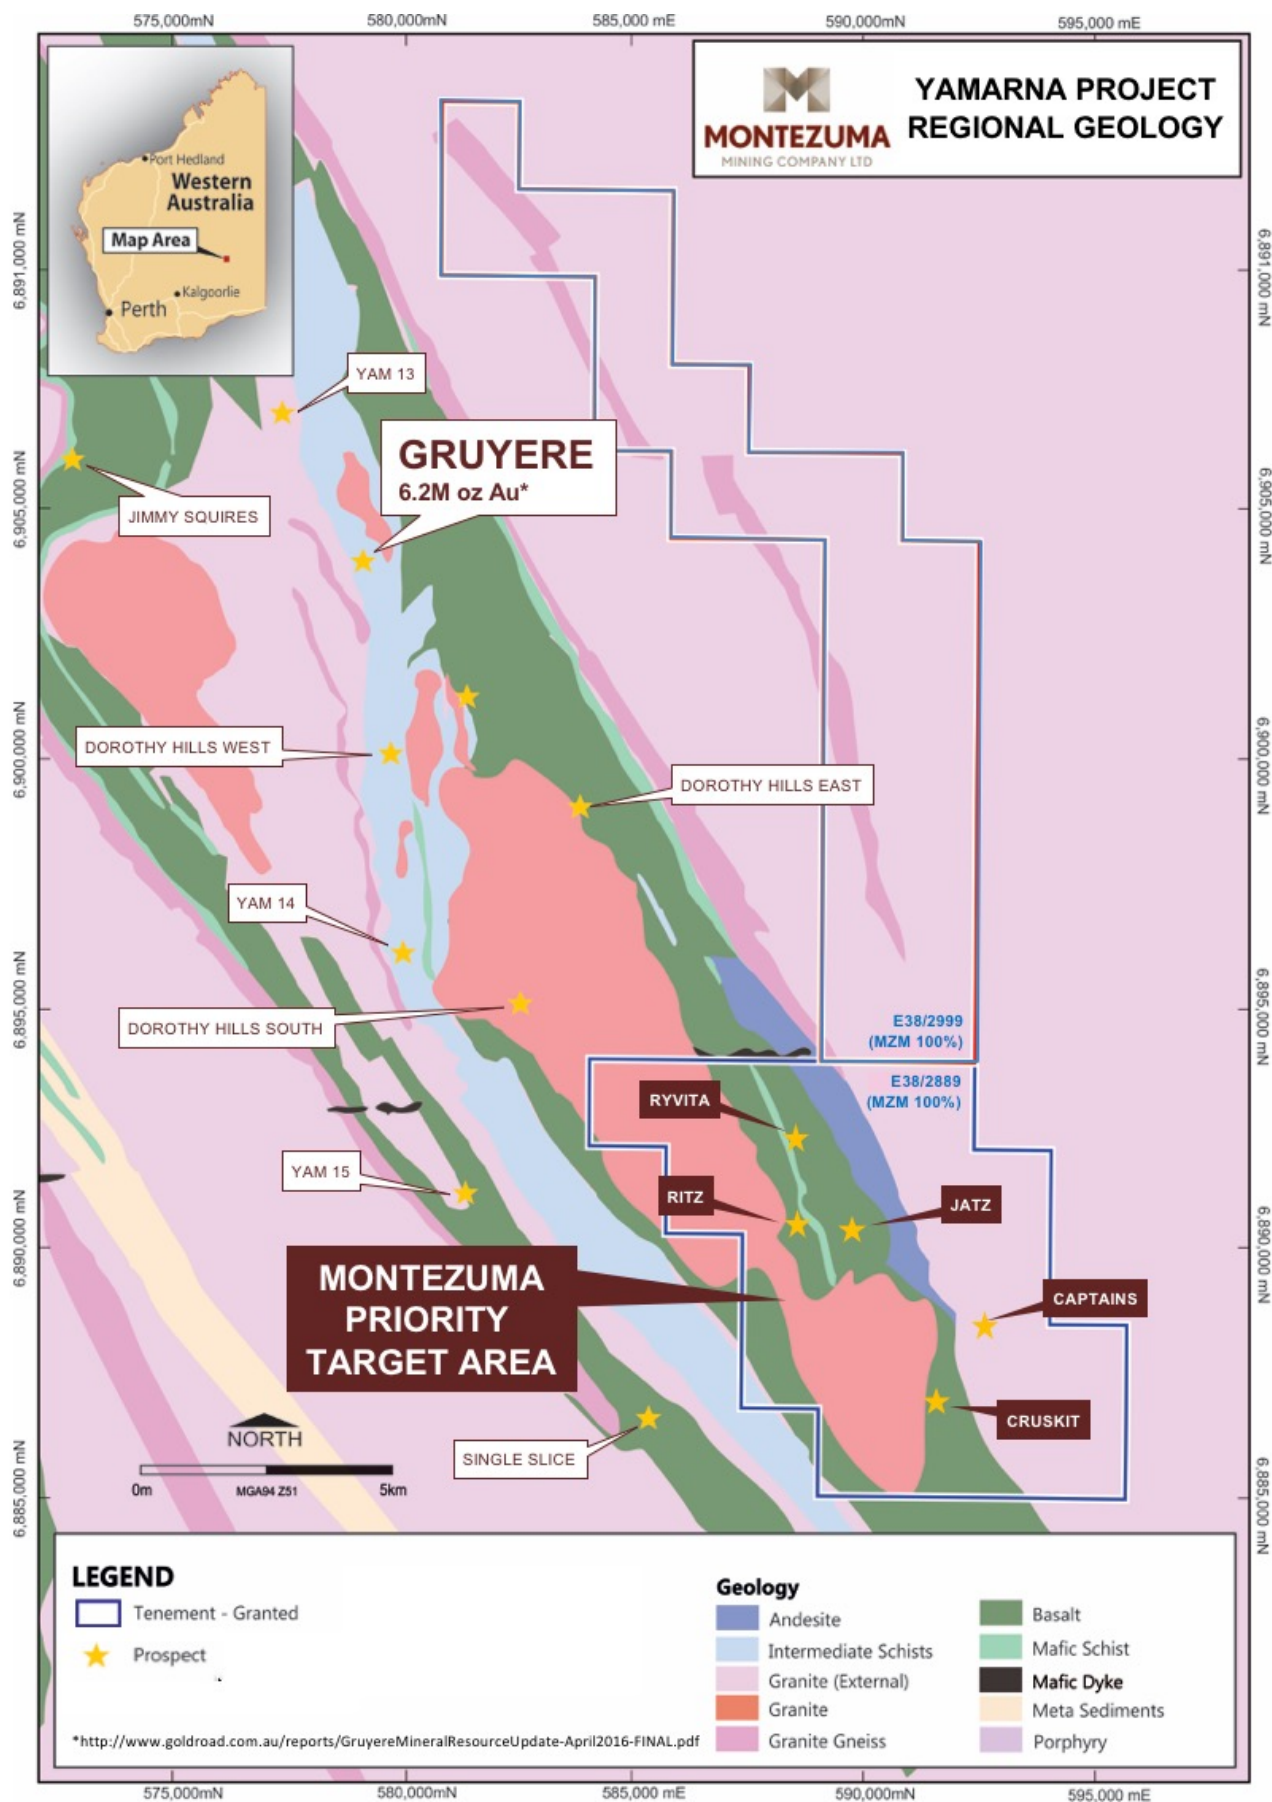 575,000mN
580,000mN
585,000 mE
590,000mN
595,000 mE
MONTEZUMA
MINING COMPANY LTD
YAMARNA PROJECT
REGIONAL GEOLOGY
Port Hedland
Western
Australia
Map Area
Kalgoorlie
Perth
6,891,000 mN
6,891,000 mN
YAM 13
GRUYERE
6.2M oz Au*
JIMMY SQUIRES
6,905,000 mN
6,905,000 mN
DOROTHY HILLS WEST
6,900,000 mN
6,900,000 mN
DOROTHY HILLS EAST
YAM 14
6,895,000 mN
6,895,000 mN
DOROTHY HILLS SOUTH
E38/2999
(MZM 100%)
E38/2889
(MZM 100%)
RYVITA
YAM 15
RITZ
JATZ
6,890,000 mN
6,890,000 mN
MONTEZUMA
PRIORITY
TARGET AREA
CAPTAINS
CRUSKIT
NORTH
SINGLE SLICE
0m
MGA94 Z51
5km
6,885,000 mN
6,885,000 mN
LEGEND
Tenement - Granted
Prospect
*http://www.goldroad.com.au/reports/GruyereMineralResourceUpdate-April2016-FINAL.pdf
Geology
Andesite
Intermediate Schists
Granite (External)
Granite
Granite Gneiss
Basalt
Mafic Schist
Mafic Dyke
Meta Sediments
Porphyry
575,000mN
580,000mN
585,000 mE
590,000mN
595,000 mE